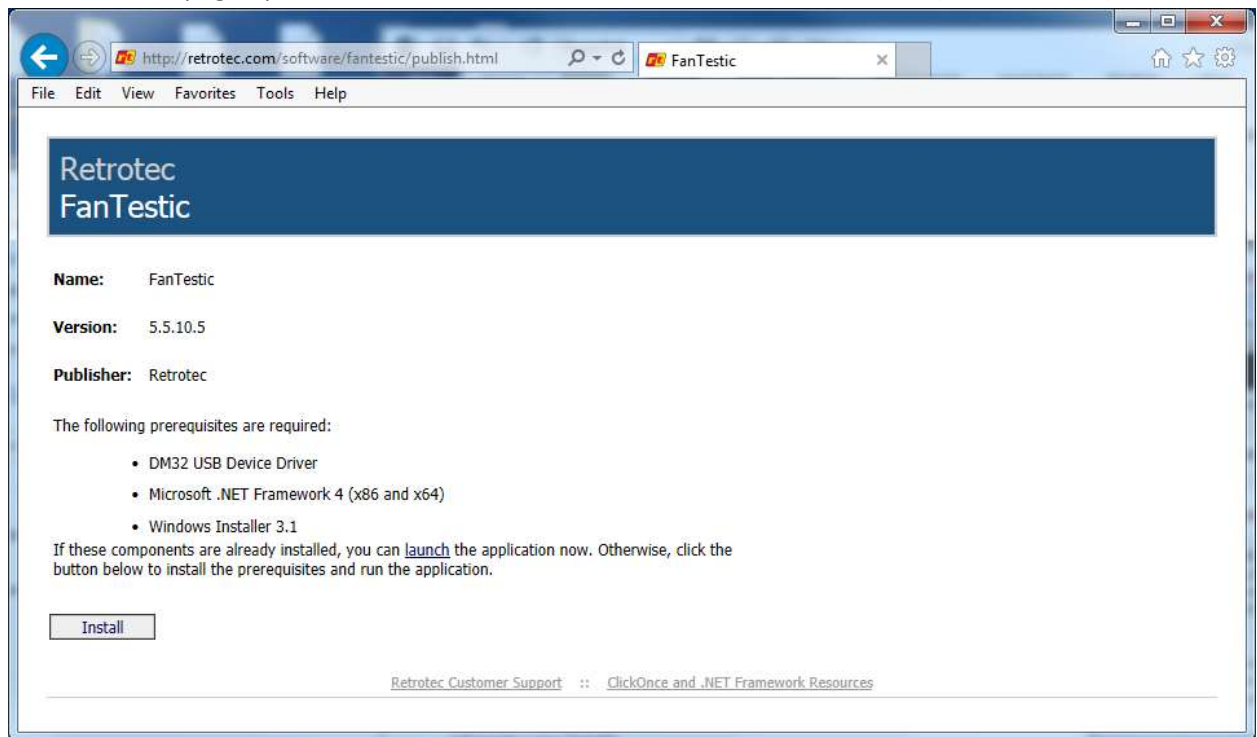 http://retrotec.com/software/fantestic/publish.html
FanTestic
File Edit View Favorites Tools Help
Retrotec
FanTestic
Name: FanTestic
Version: 5.5.10.5
Publisher: Retrotec
The following prerequisites are required:
• DM32 USB Device Driver
• Microsoft .NET Framework 4 (x86 and x64)
• Windows Installer 3.1
If these components are already installed, you can launch the application now. Otherwise, click the
button below to install the prerequisites and run the application.
Install
Retrotec Customer Support :: ClickOnce and .NET Framework Resources